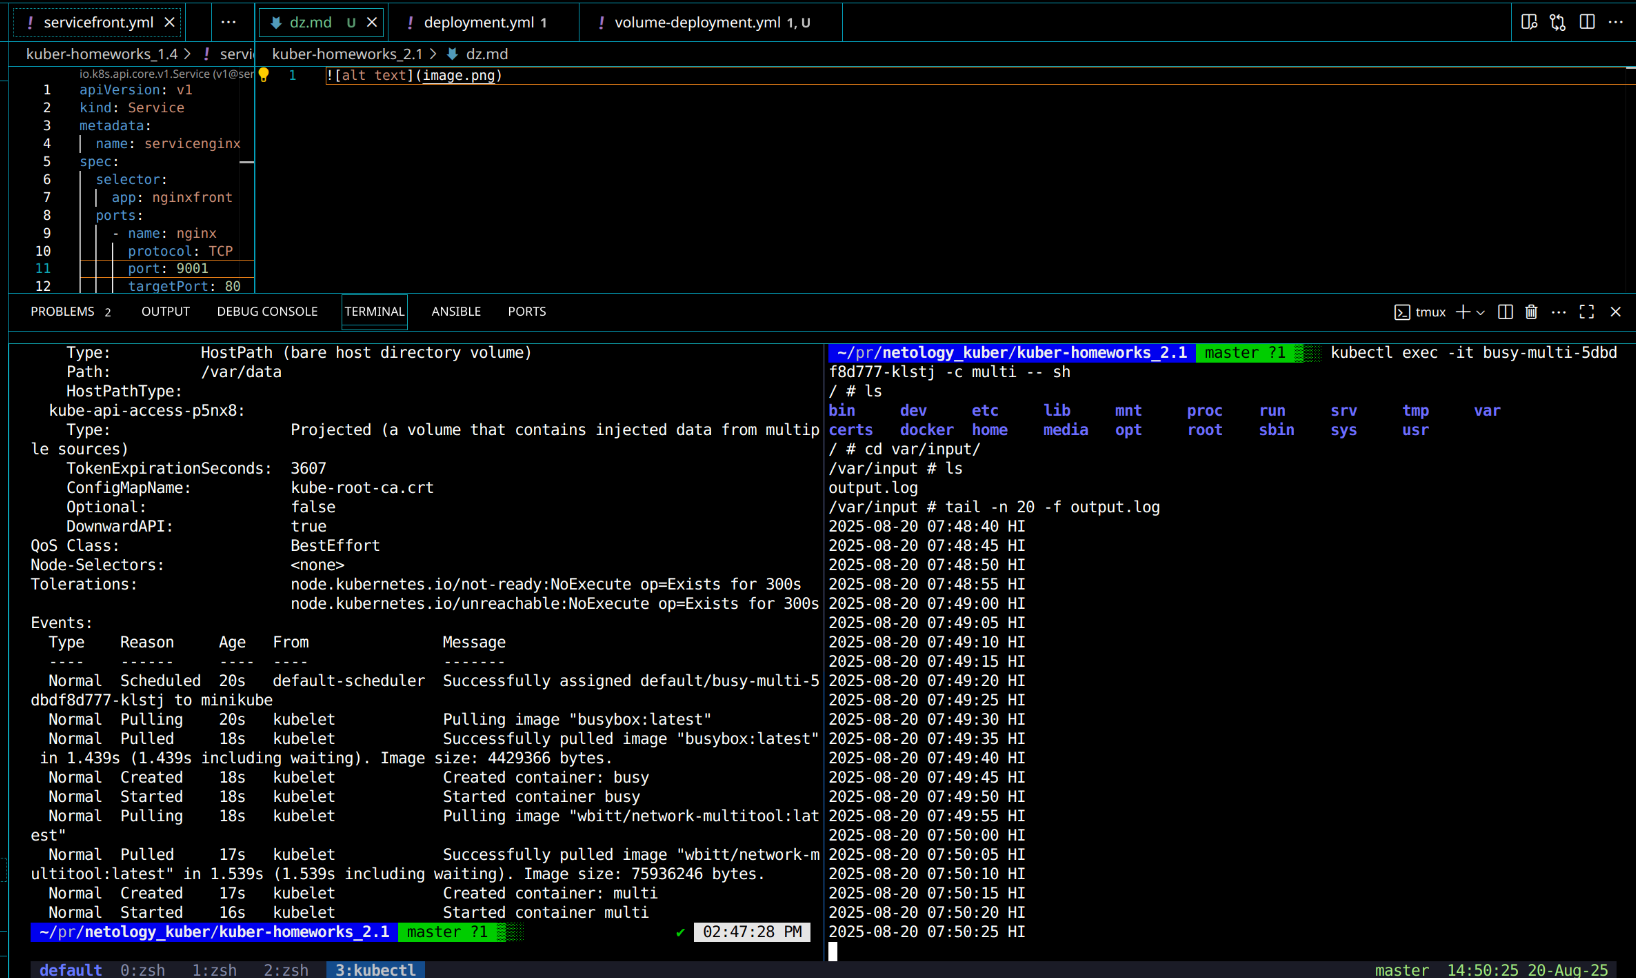 ! servicefront.yml × ··· dz.md U × ! deployment.yml 1 ! volume-deployment.yml 1, U ···
kuber-homeworks_1.4 > ! servi kuber-homeworks_2.1 > dz.md
io.k8s.api.core.v1.Service (v1@ser
1 apiVersion: v1
2 kind: Service
3 metadata:
4 name: servicenginx
5 spec:
6 selector:
7 app: nginxfront
8 ports:
9 - name: nginx
10 protocol: TCP
11 port: 9001
12 targetPort: 80
1 ![alt text](image.png)
PROBLEMS 2 OUTPUT DEBUG CONSOLE TERMINAL ANSIBLE PORTS tmux + ··· ×
Type: HostPath (bare host directory volume)
Path: /var/data
HostPathType:
kube-api-access-p5nx8:
Type: Projected (a volume that contains injected data from multip
le sources)
TokenExpirationSeconds: 3607
ConfigMapName: kube-root-ca.crt
Optional: false
DownwardAPI: true
QoS Class: BestEffort
Node-Selectors: <none>
Tolerations: node.kubernetes.io/not-ready:NoExecute op=Exists for 300s
node.kubernetes.io/unreachable:NoExecute op=Exists for 300s
Events:
Type Reason Age From Message
---- ------ ---- ---- -------
Normal Scheduled 20s default-scheduler Successfully assigned default/busy-multi-5
dbdf8d777-klstj to minikube
Normal Pulling 20s kubelet Pulling image "busybox:latest"
Normal Pulled 18s kubelet Successfully pulled image "busybox:latest"
in 1.439s (1.439s including waiting). Image size: 4429366 bytes.
Normal Created 18s kubelet Created container: busy
Normal Started 18s kubelet Started container busy
Normal Pulling 18s kubelet Pulling image "wbitt/network-multitool:lat
est"
Normal Pulled 17s kubelet Successfully pulled image "wbitt/network-m
ultitool:latest" in 1.539s (1.539s including waiting). Image size: 75936246 bytes.
Normal Created 17s kubelet Created container: multi
Normal Started 16s kubelet Started container multi
~/pr/netology_kuber/kuber-homeworks_2.1 master ?1 ✔ 02:47:28 PM
~/pr/netology_kuber/kuber-homeworks_2.1 master ?1 kubectl exec -it busy-multi-5dbd
f8d777-klstj -c multi -- sh
/ # ls
bin dev etc lib mnt proc run srv tmp var
certs docker home media opt root sbin sys usr
/ # cd var/input/
/var/input # ls
output.log
/var/input # tail -n 20 -f output.log
2025-08-20 07:48:40 HI
2025-08-20 07:48:45 HI
2025-08-20 07:48:50 HI
2025-08-20 07:48:55 HI
2025-08-20 07:49:00 HI
2025-08-20 07:49:05 HI
2025-08-20 07:49:10 HI
2025-08-20 07:49:15 HI
2025-08-20 07:49:20 HI
2025-08-20 07:49:25 HI
2025-08-20 07:49:30 HI
2025-08-20 07:49:35 HI
2025-08-20 07:49:40 HI
2025-08-20 07:49:45 HI
2025-08-20 07:49:50 HI
2025-08-20 07:49:55 HI
2025-08-20 07:50:00 HI
2025-08-20 07:50:05 HI
2025-08-20 07:50:10 HI
2025-08-20 07:50:15 HI
2025-08-20 07:50:20 HI
2025-08-20 07:50:25 HI
default 0:zsh 1:zsh 2:zsh 3:kubectl master 14:50:25 20-Aug-25